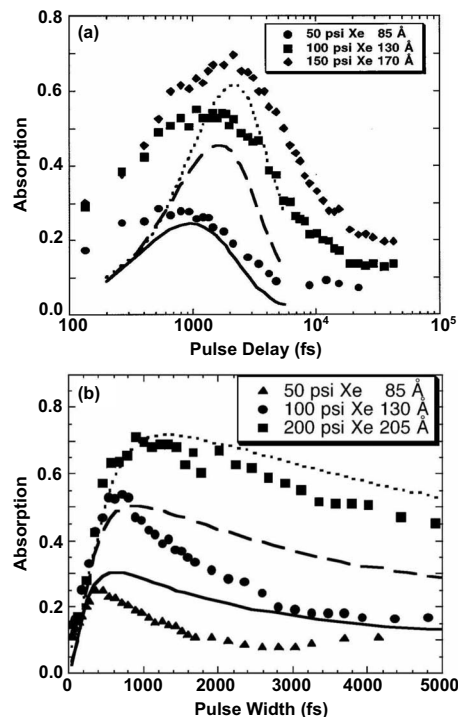 (a)
50 psi Xe 85 Å
100 psi Xe 130 Å
150 psi Xe 170 Å
0.8
0.6
0.4
0.2
0.0
Absorption
100 1000 10⁴ 10⁵
Pulse Delay (fs)
(b)
50 psi Xe 85 Å
100 psi Xe 130 Å
200 psi Xe 205 Å
0.8
0.6
0.4
0.2
0.0
Absorption
0 1000 2000 3000 4000 5000
Pulse Width (fs)